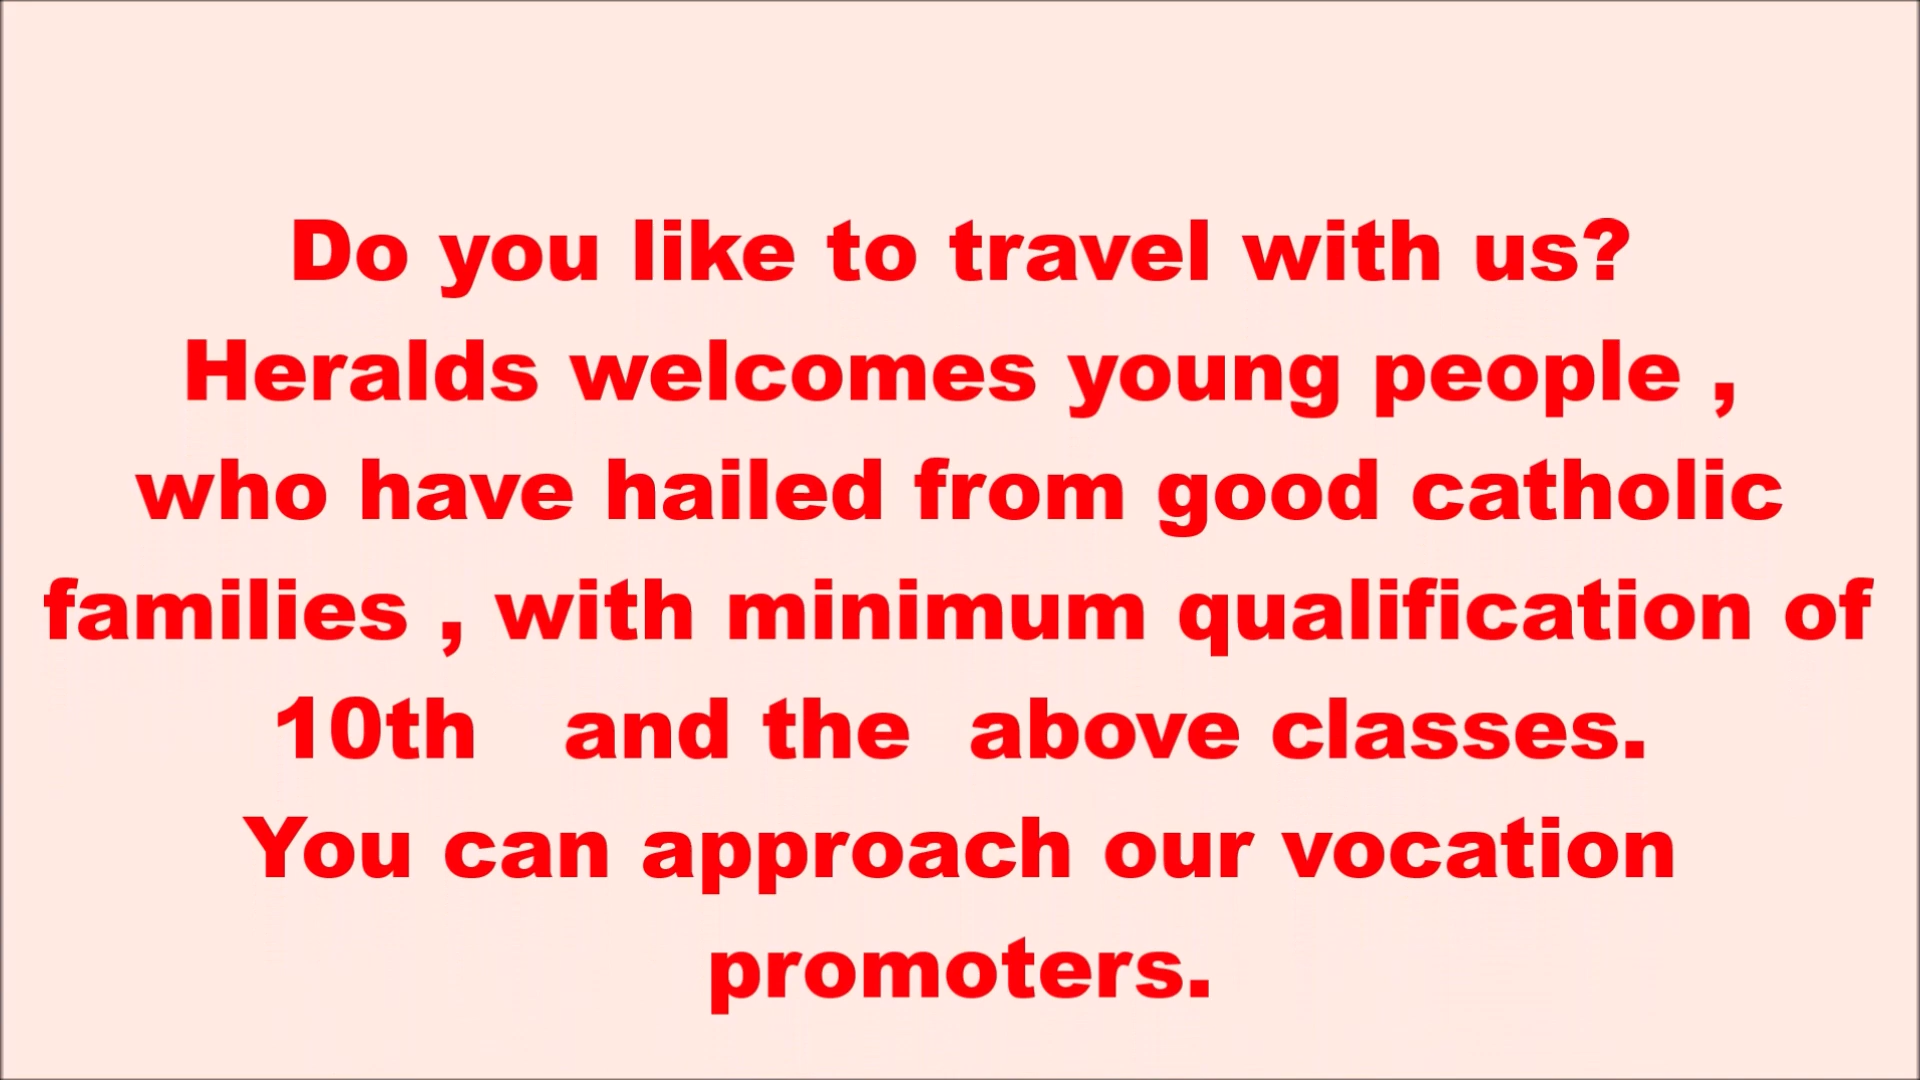 Do you like to travel with us?
Heralds welcomes young people ,
who have hailed from good catholic
families , with minimum qualification of
10th   and the  above classes.
You can approach our vocation
promoters.